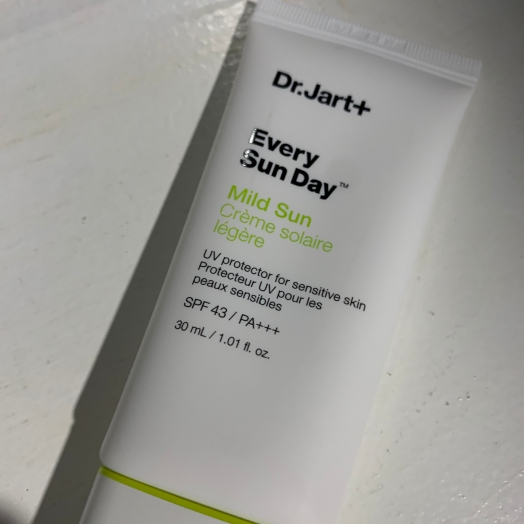 Dr.Jart+
Every
Sun Day™
Mild Sun
Crème solaire
légère
UV protector for sensitive skin
Protecteur UV pour les
peaux sensibles
SPF 43 / PA+++
30 mL / 1.01 fl. oz.